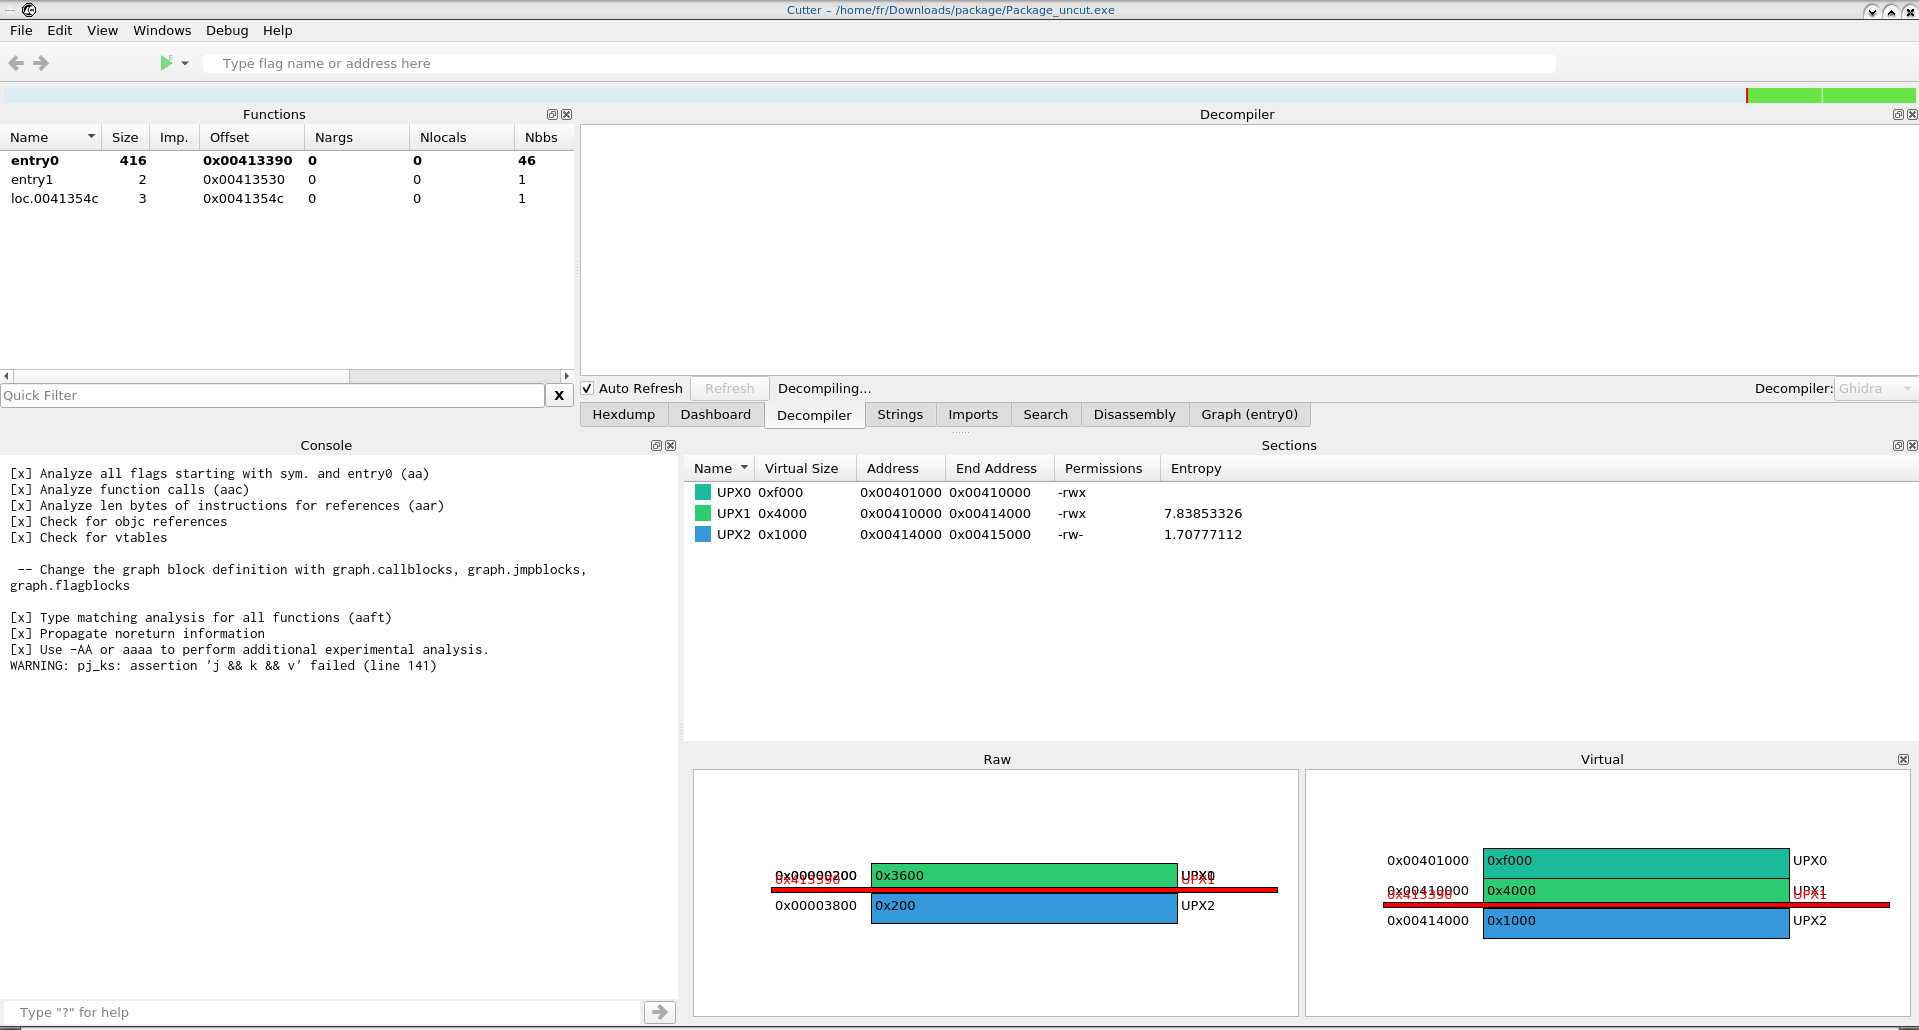 Cutter – /home/fr/Downloads/package/Package_uncut.exe
File Edit View Windows Debug Help
Type flag name or address here
Functions
Name Size Imp. Offset Nargs Nlocals Nbbs
entry0 416 0x00413390 0 0 46
entry1 2 0x00413530 0 0 1
loc.0041354c 3 0x0041354c 0 0 1
Quick Filter X
Decompiler
Auto Refresh Refresh Decompiling... Decompiler: Ghidra
Hexdump Dashboard Decompiler Strings Imports Search Disassembly Graph (entry0)
Console
[x] Analyze all flags starting with sym. and entry0 (aa)
[x] Analyze function calls (aac)
[x] Analyze len bytes of instructions for references (aar)
[x] Check for objc references
[x] Check for vtables
-- Change the graph block definition with graph.callblocks, graph.jmpblocks,
graph.flagblocks
[x] Type matching analysis for all functions (aaft)
[x] Propagate noreturn information
[x] Use -AA or aaaa to perform additional experimental analysis.
WARNING: pj_ks: assertion 'j && k && v' failed (line 141)
Type "?" for help
Sections
Name Virtual Size Address End Address Permissions Entropy
UPX0 0xf000 0x00401000 0x00410000 -rwx
UPX1 0x4000 0x00410000 0x00414000 -rwx 7.83853326
UPX2 0x1000 0x00414000 0x00415000 -rw- 1.70777112
Raw
0x00000200 0x3600
0x413390 UPX1
0x00003800 0x200 UPX2
Virtual
0x00401000 0xf000 UPX0
0x00410000 0x4000 UPX1
0x413390 UPX1
0x00414000 0x1000 UPX2